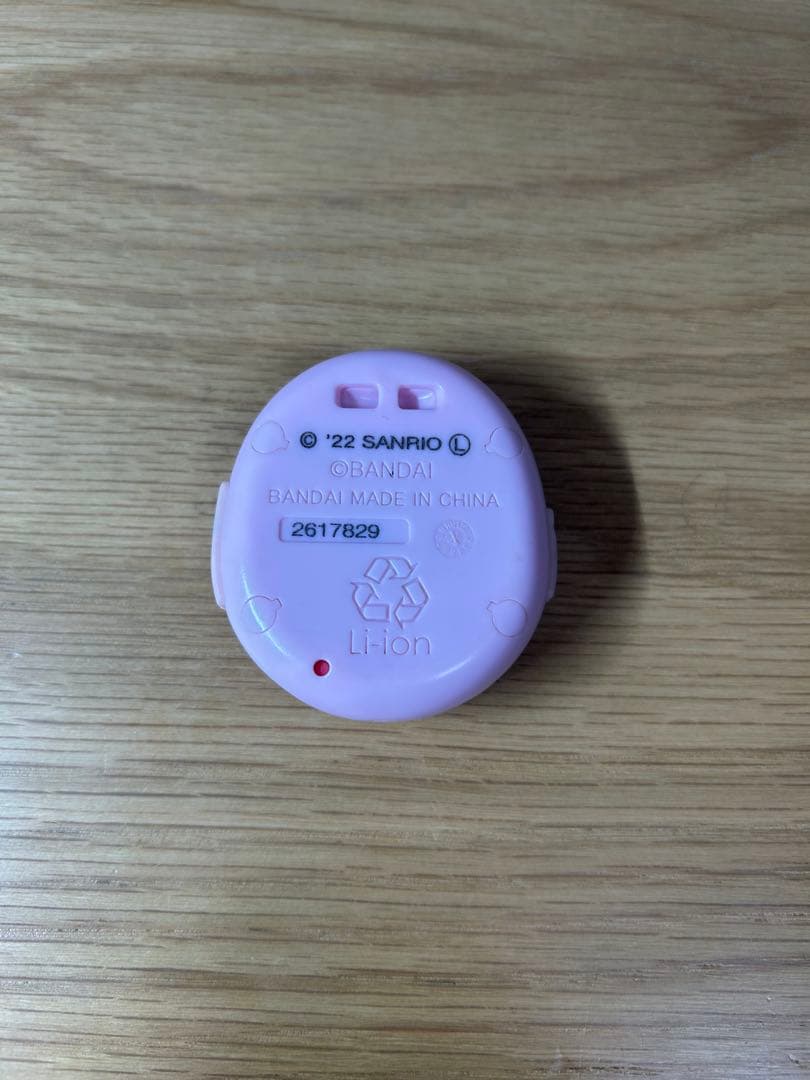 © '22 SANRIO Ⓛ
©BANDAI
BANDAI MADE IN CHINA
2617829
Li-ion